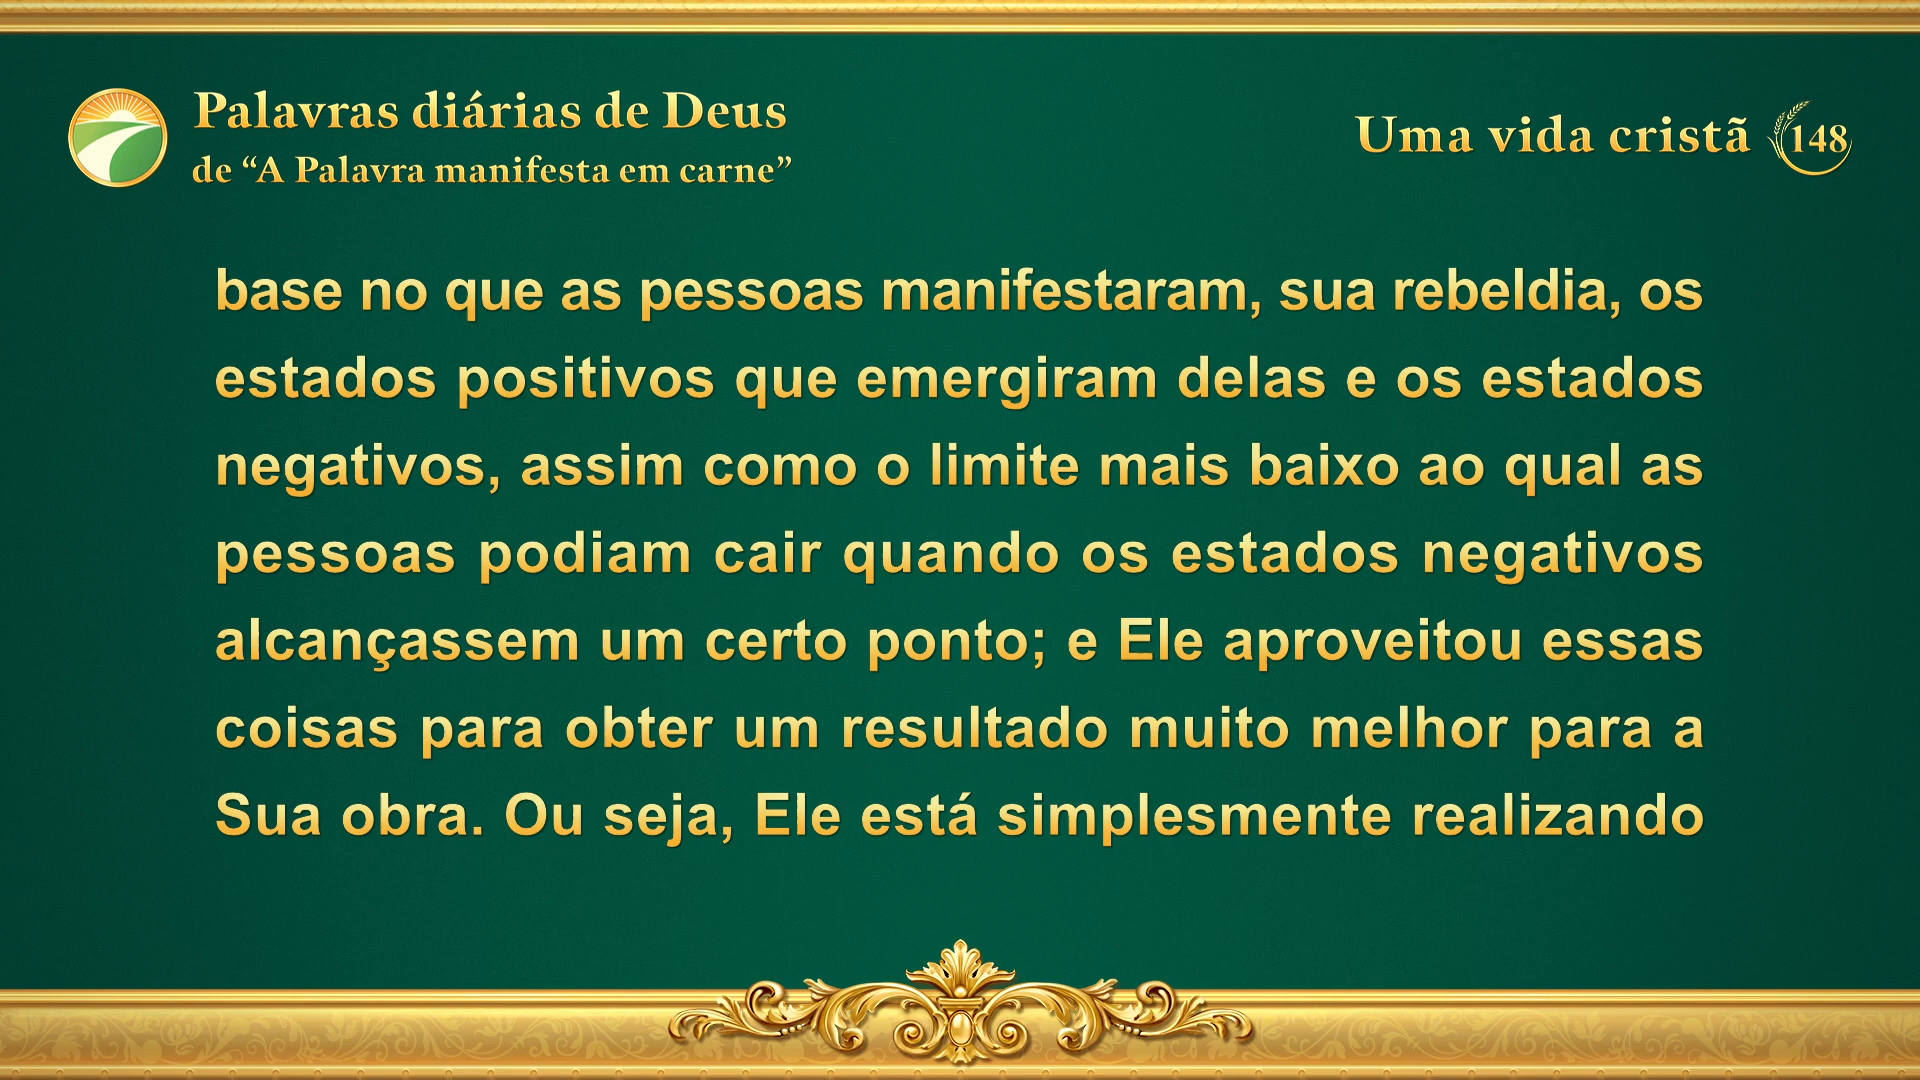 Palavras diárias de Deus
de “A Palavra manifesta em carne”
Uma vida cristã 148
base no que as pessoas manifestaram, sua rebeldia, os
estados positivos que emergiram delas e os estados
negativos, assim como o limite mais baixo ao qual as
pessoas podiam cair quando os estados negativos
alcançassem um certo ponto; e Ele aproveitou essas
coisas para obter um resultado muito melhor para a
Sua obra. Ou seja, Ele está simplesmente realizando